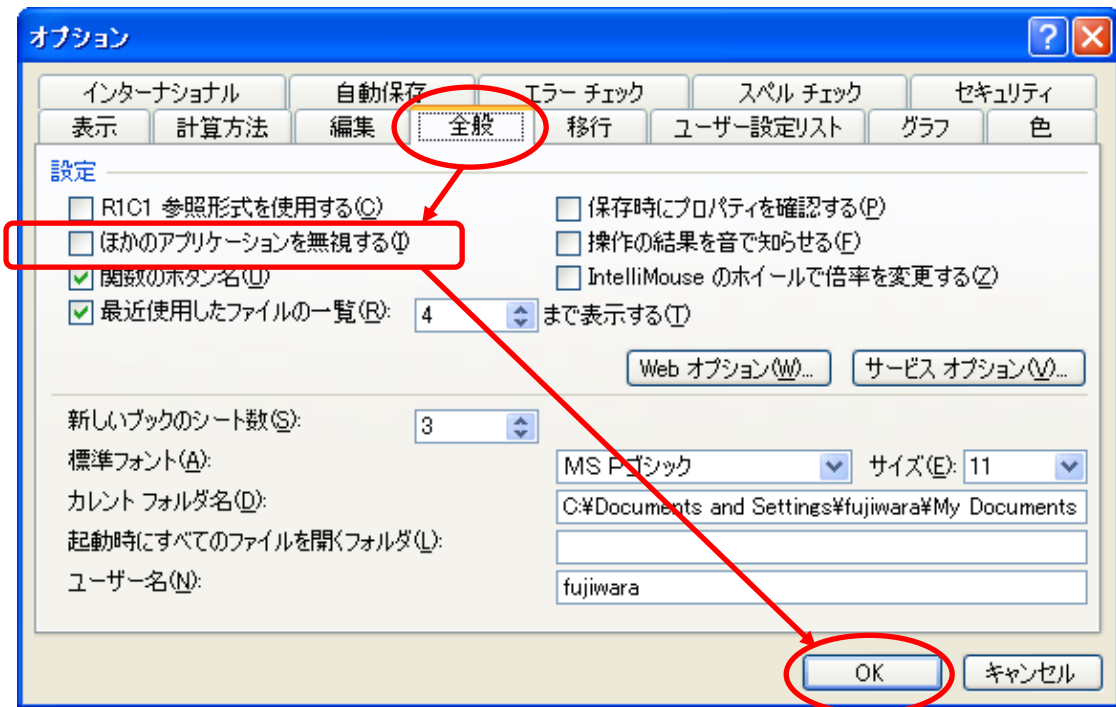 オプション
インターナショナル 自動保存 エラー チェック スペル チェック セキュリティ
表示 計算方法 編集 全般 移行 ユーザー設定リスト グラフ 色
設定
R1C1 参照形式を使用する(C) 保存時にプロパティを確認する(P)
ほかのアプリケーションを無視する(I) 操作の結果を音で知らせる(F)
関数のボタン名(U) IntelliMouse のホイールで倍率を変更する(Z)
最近使用したファイルの一覧(R): 4 まで表示する(T)
Web オプション(W)... サービス オプション(V)...
新しいブックのシート数(S): 3
標準フォント(A): MS Pゴシック サイズ(E): 11
カレント フォルダ名(D): C:¥Documents and Settings¥fujiwara¥My Documents
起動時にすべてのファイルを開くフォルダ(L):
ユーザー名(N): fujiwara
OK キャンセル